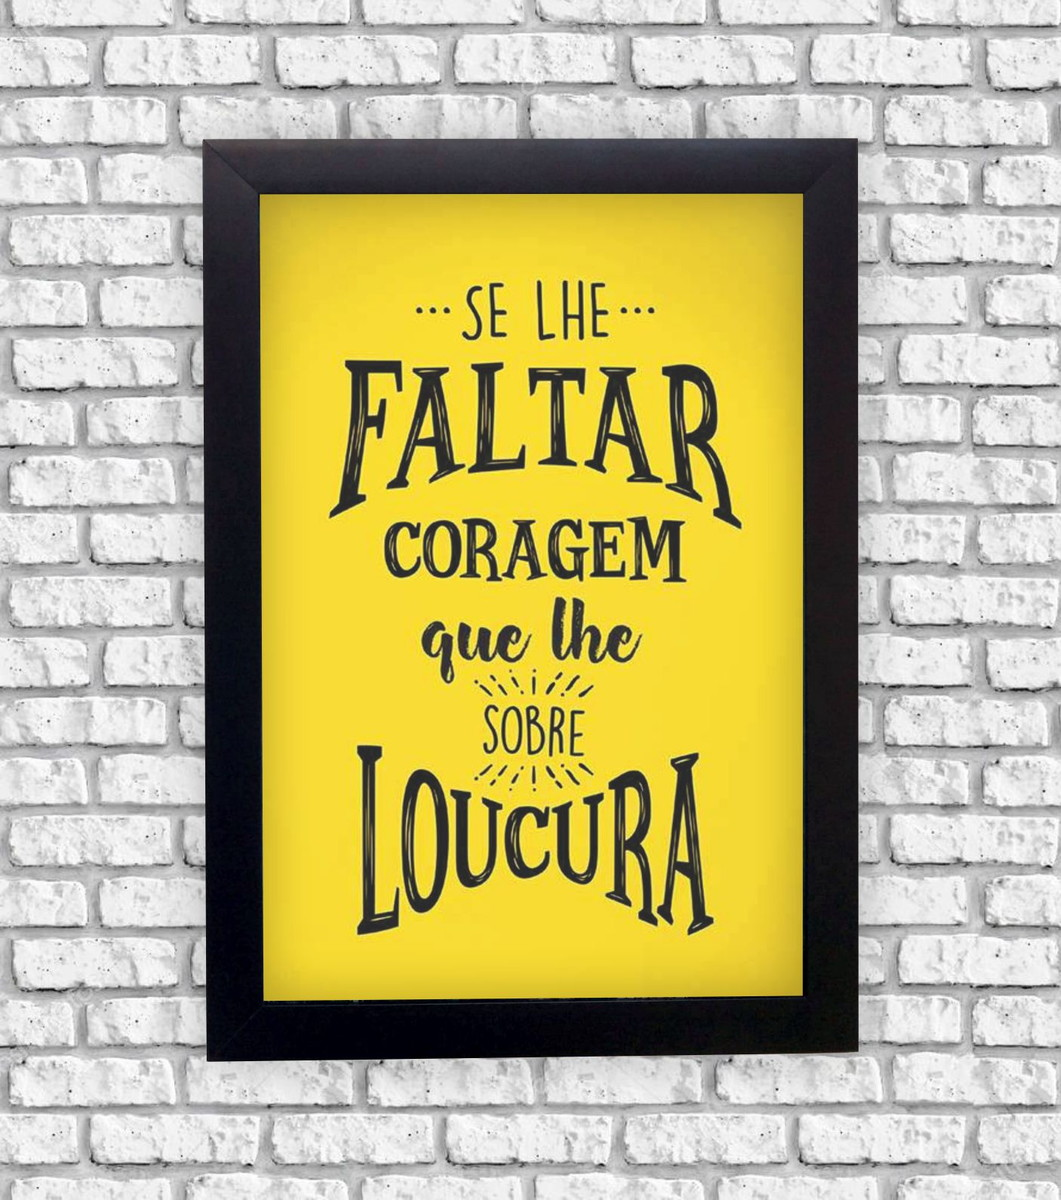 ...SE LHE...
FALTAR
CORAGEM
que lhe
SOBRE
LOUCURA